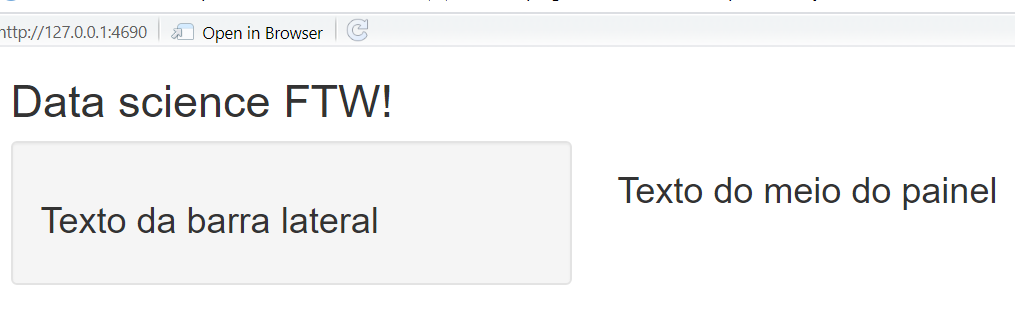 http://127.0.0.1:4690 Open in Browser
Data science FTW!
Texto da barra lateral
Texto do meio do painel